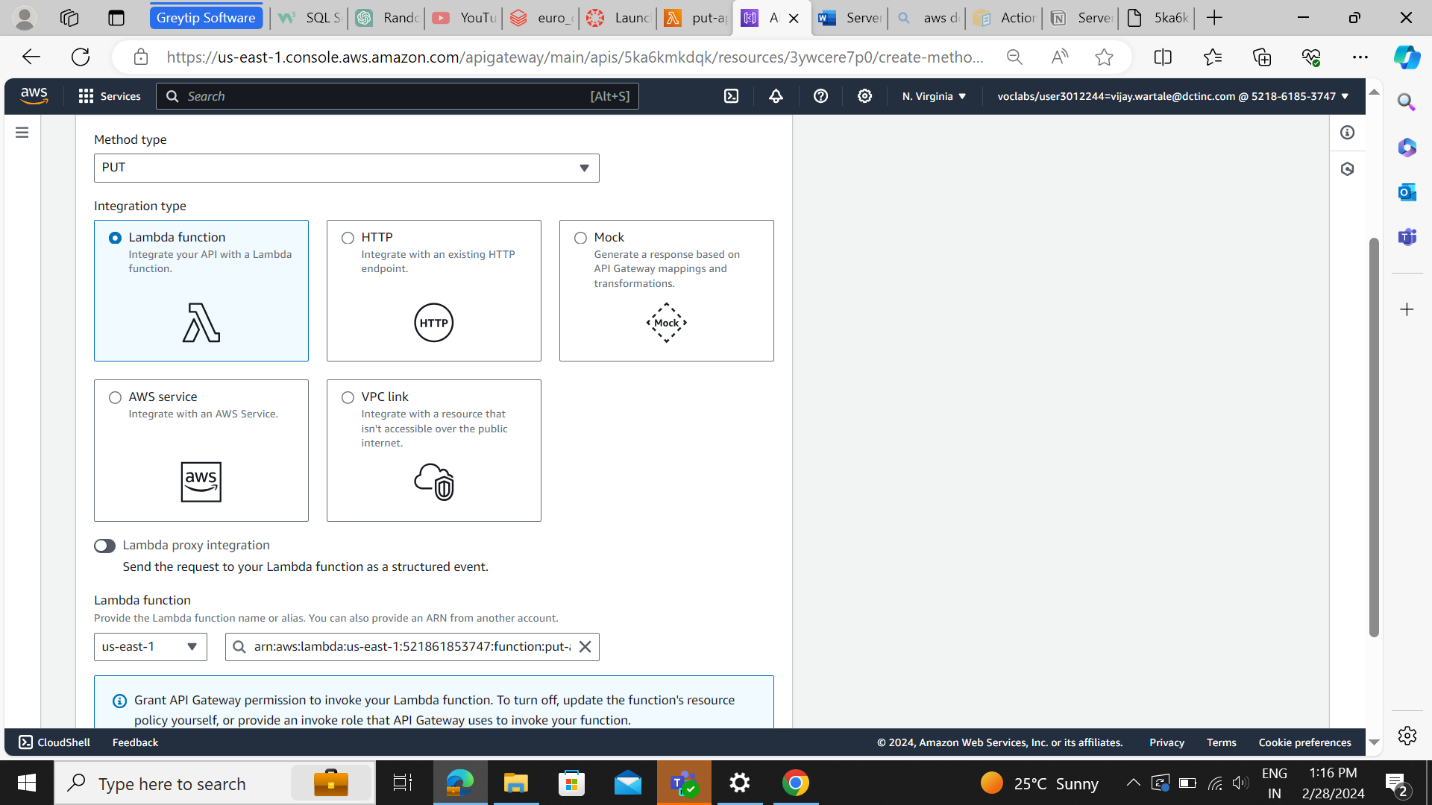 Greytip Software
SQL S
Rando
YouTu
euro_c
Launc
put-ap
A
Server
aws d
Action
Server
5ka6k
https://us-east-1.console.aws.amazon.com/apigateway/main/apis/5ka6kmkdqk/resources/3ywcere7p0/create-metho...
aws
Services
Search
[Alt+S]
N. Virginia
voclabs/user3012244=vijay.wartale@dctinc.com @ 5218-6185-3747
Method type
PUT
Integration type
Lambda function
Integrate your API with a Lambda
function.
HTTP
Integrate with an existing HTTP
endpoint.
HTTP
Mock
Generate a response based on
API Gateway mappings and
transformations.
Mock
AWS service
Integrate with an AWS Service.
aws
VPC link
Integrate with a resource that
isn't accessible over the public
internet.
Lambda proxy integration
Send the request to your Lambda function as a structured event.
Lambda function
Provide the Lambda function name or alias. You can also provide an ARN from another account.
us-east-1
arn:aws:lambda:us-east-1:521861853747:function:put-
Grant API Gateway permission to invoke your Lambda function. To turn off, update the function's resource
policy yourself, or provide an invoke role that API Gateway uses to invoke your function.
CloudShell
Feedback
© 2024, Amazon Web Services, Inc. or its affiliates.
Privacy
Terms
Cookie preferences
Type here to search
25°C Sunny
ENG
IN
1:16 PM
2/28/2024
2